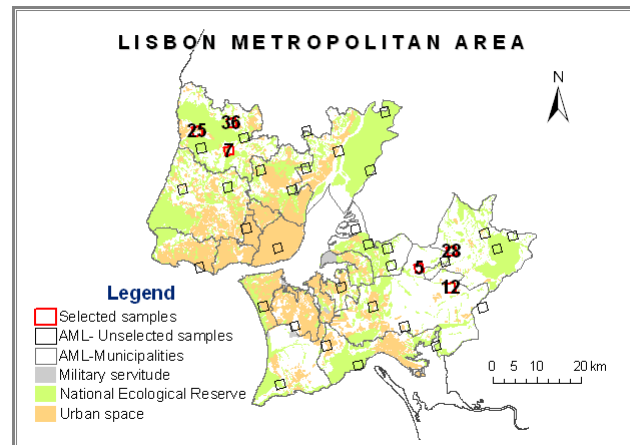 LISBON METROPOLITAN AREA
N
36
25
7
28
5
12
Legend
Selected samples
AML- Unselected samples
AML-Municipalities
Military servitude
National Ecological Reserve
Urban space
0 5 10 20 km